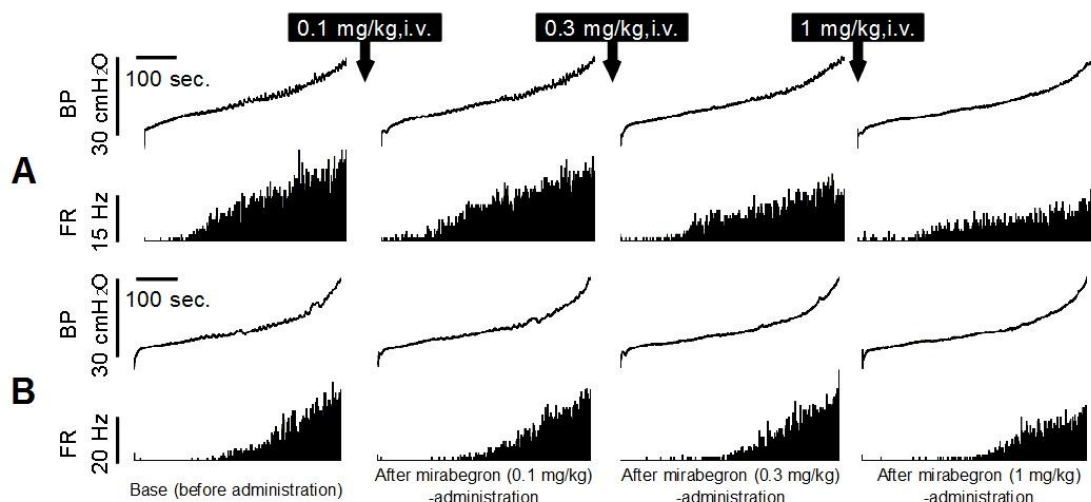 0.1 mg/kg,i.v. 0.3 mg/kg,i.v. 1 mg/kg,i.v.
BP
30 cmH₂O
100 sec.
A
FR
15 Hz
BP
30 cmH₂O
100 sec.
B
FR
20 Hz
Base (before administration)
After mirabegron (0.1 mg/kg)
-administration
After mirabegron (0.3 mg/kg)
-administration
After mirabegron (1 mg/kg)
-administration